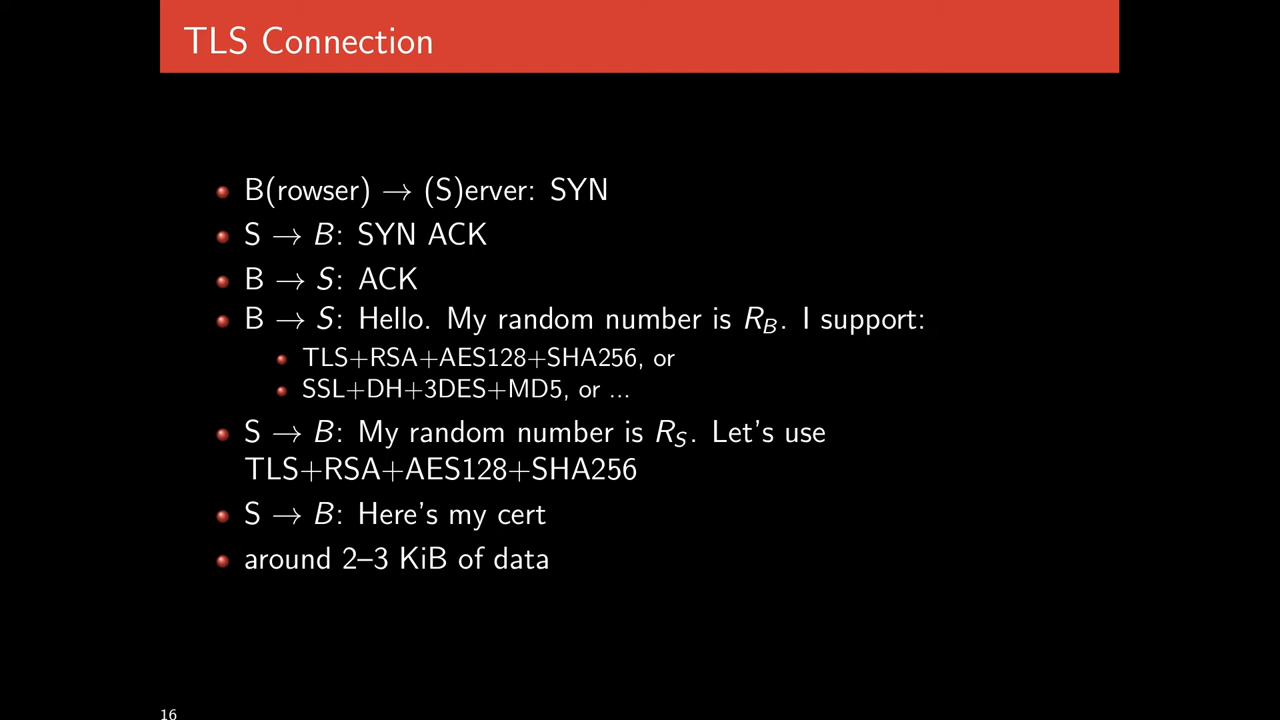 TLS Connection
B(rowser) → (S)erver: SYN
S → B: SYN ACK
B → S: ACK
B → S: Hello. My random number is R_B. I support:
TLS+RSA+AES128+SHA256, or
SSL+DH+3DES+MD5, or ...
S → B: My random number is R_S. Let's use
TLS+RSA+AES128+SHA256
S → B: Here's my cert
around 2–3 KiB of data
16